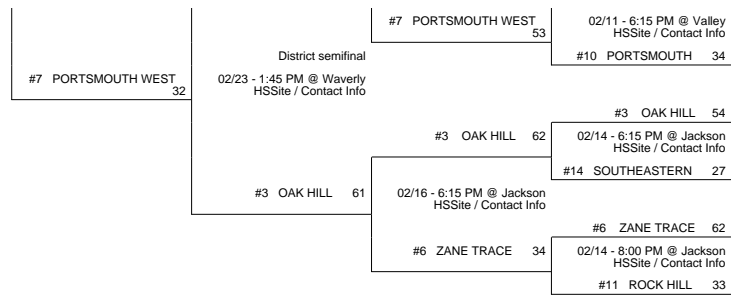 #7 PORTSMOUTH WEST
53
02/11 - 6:15 PM @ Valley
HSSite / Contact Info
#10 PORTSMOUTH 34
District semifinal
#7 PORTSMOUTH WEST
32
02/23 - 1:45 PM @ Waverly
HSSite / Contact Info
#3 OAK HILL 54
#3 OAK HILL 62
02/14 - 6:15 PM @ Jackson
HSSite / Contact Info
#14 SOUTHEASTERN 27
#3 OAK HILL 61
02/16 - 6:15 PM @ Jackson
HSSite / Contact Info
#6 ZANE TRACE 62
#6 ZANE TRACE 34
02/14 - 8:00 PM @ Jackson
HSSite / Contact Info
#11 ROCK HILL 33